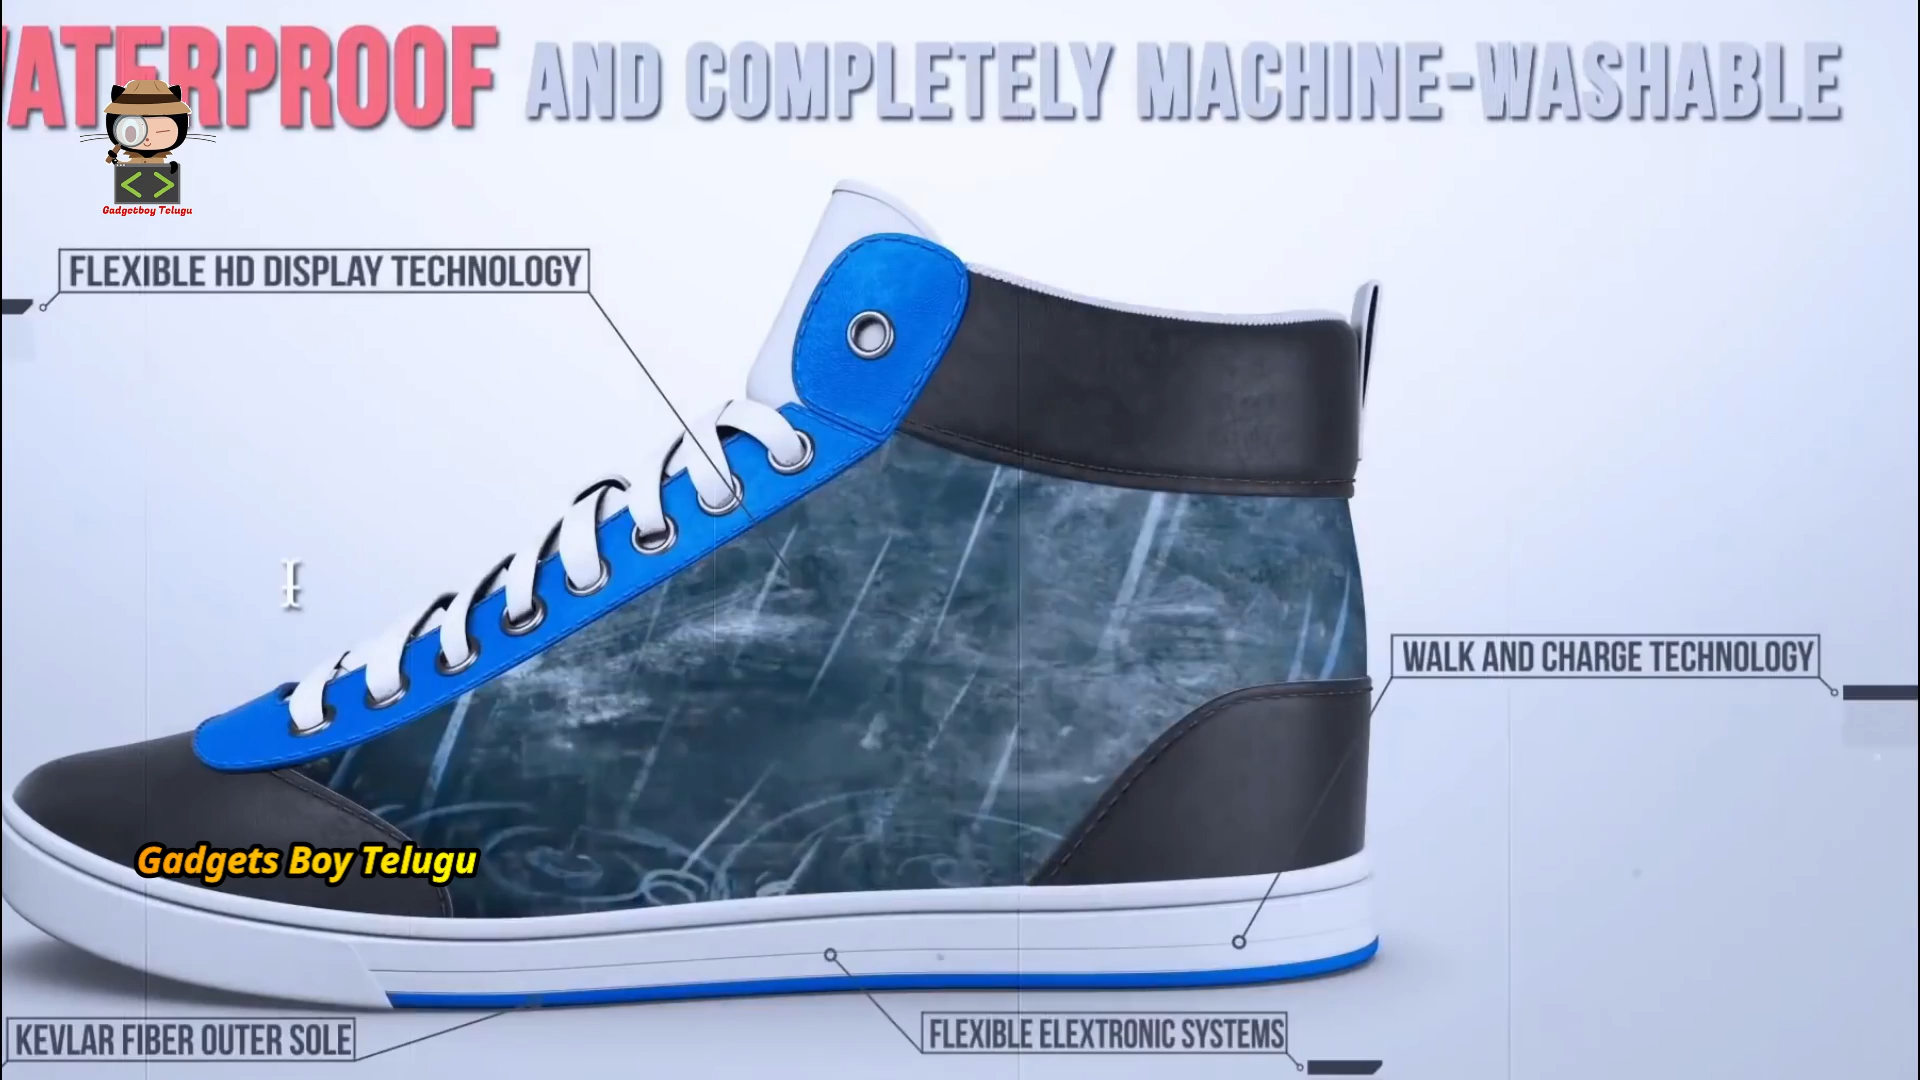 WATERPROOF AND COMPLETELY MACHINE-WASHABLE
< >
Gadgetboy Telugu
FLEXIBLE HD DISPLAY TECHNOLOGY
WALK AND CHARGE TECHNOLOGY
Gadgets Boy Telugu
KEVLAR FIBER OUTER SOLE
FLEXIBLE ELEXTRONIC SYSTEMS